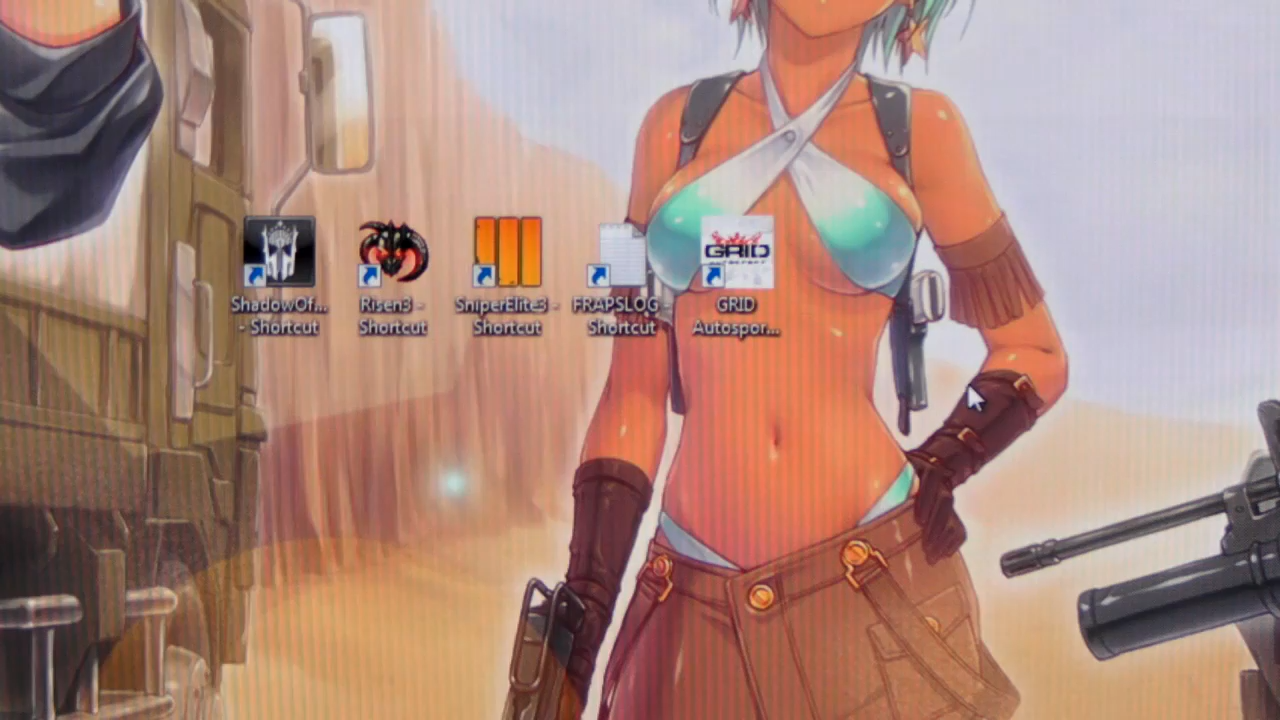 ShadowOf...
- Shortcut
Risen3 -
Shortcut
SniperElite3 -
Shortcut
FRAPSLOG -
Shortcut
GRID
GRID
Autospor...